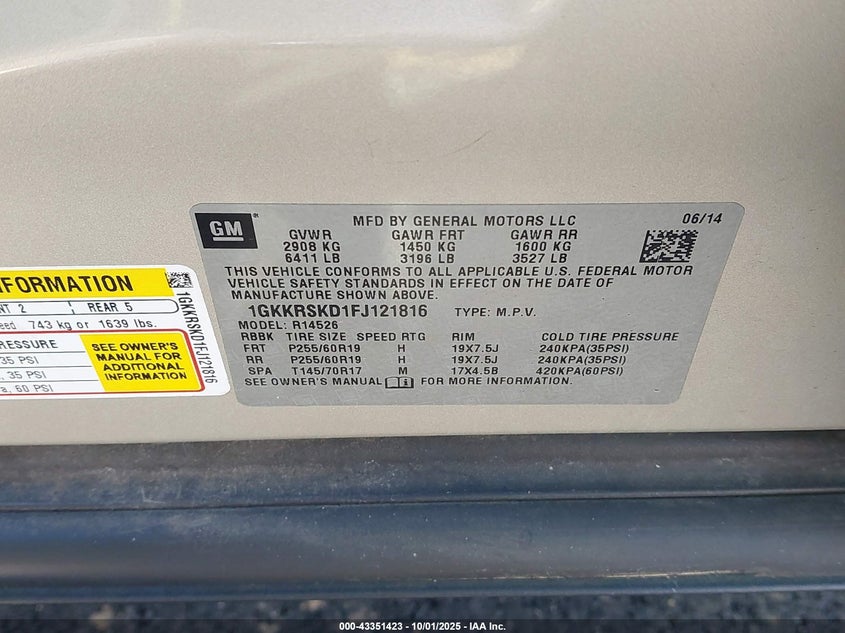 GM
MFD BY GENERAL MOTORS LLC
06/14
GVWR GAWR FRT GAWR RR
2908 KG 1450 KG 1600 KG
6411 LB 3196 LB 3527 LB
THIS VEHICLE CONFORMS TO ALL APPLICABLE U.S. FEDERAL MOTOR
VEHICLE SAFETY STANDARDS IN EFFECT ON THE DATE OF
MANUFACTURE SHOWN ABOVE.
1GKKRSKD1FJ121816 TYPE: M.P.V.
MODEL: R14526
RBBK TIRE SIZE SPEED RTG RIM COLD TIRE PRESSURE
FRT P255/60R19 H 19X7.5J 240KPA(35PSI)
RR P255/60R19 H 19X7.5J 240KPA(35PSI)
SPA T145/70R17 M 17X4.5B 420KPA(60PSI)
SEE OWNER'S MANUAL FOR MORE INFORMATION.
INFORMATION
NT 2 REAR 5
eed 743 kg or 1639 lbs.
PRESSURE
35 PSI
, 35 PSI
a, 60 PSI
SEE OWNER'S
MANUAL FOR
ADDITIONAL
INFORMATION
1GKKRSKD1FJ121816
000-43351423 - 10/01/2025 - IAA Inc.